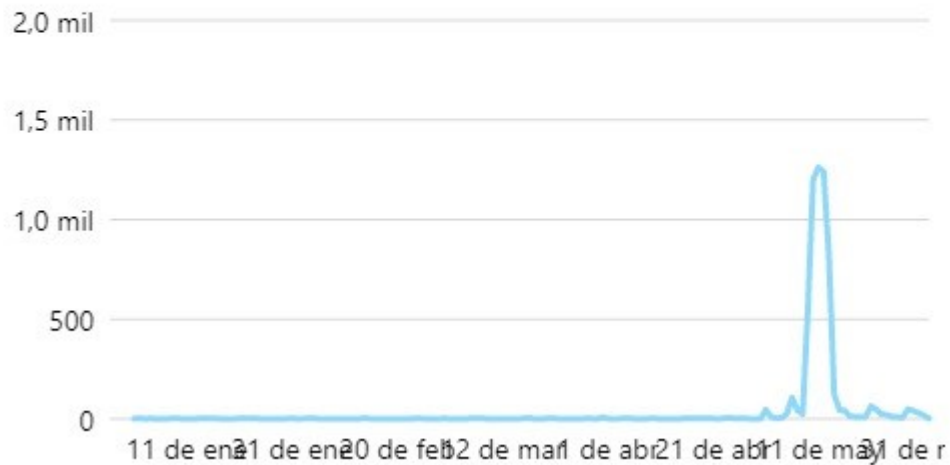 2,0 mil
1,5 mil
1,0 mil
500
0
11 de ene 31 de ene 20 de feb 12 de mar 1 de abr 21 de abr 11 de may 31 de m